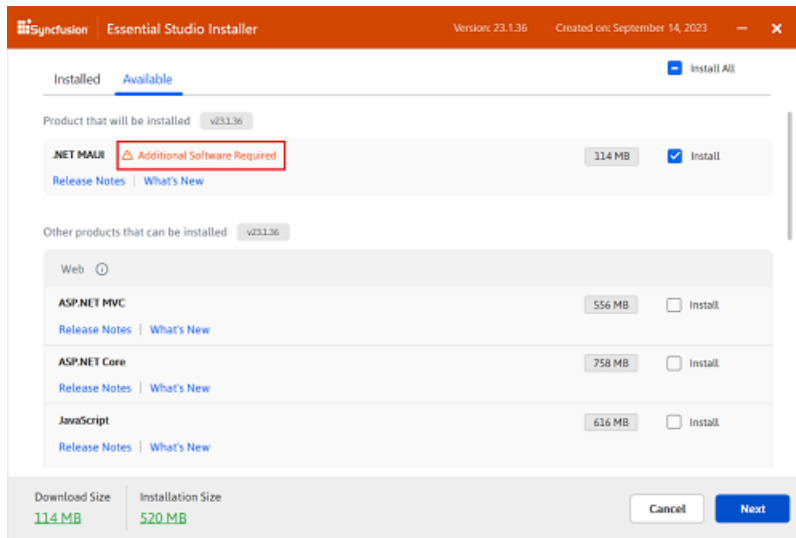 Syncfusion Essential Studio Installer Version: 23.1.36 Created on: September 14, 2023
Install All
Installed Available
Product that will be installed v23.1.36
.NET MAUI Additional Software Required 114 MB Install
Release Notes | What's New
Other products that can be installed v23.1.36
Web
ASP.NET MVC 556 MB Install
Release Notes | What's New
ASP.NET Core 758 MB Install
Release Notes | What's New
JavaScript 616 MB Install
Release Notes | What's New
Download Size Installation Size
114 MB 520 MB
Cancel Next